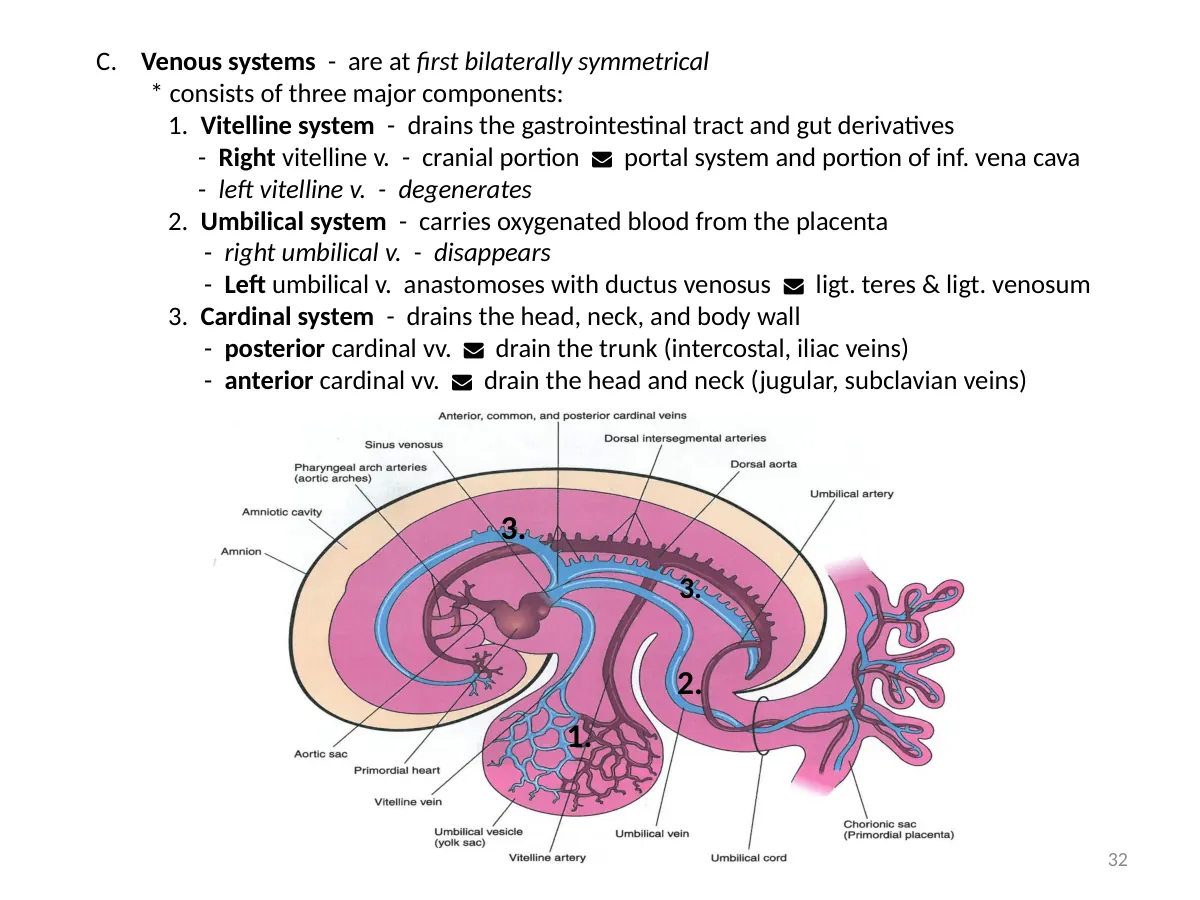 C. Venous systems - are at first bilaterally symmetrical
* consists of three major components:
1. Vitelline system - drains the gastrointestinal tract and gut derivatives
- Right vitelline v. - cranial portion ✉ portal system and portion of inf. vena cava
- left vitelline v. - degenerates
2. Umbilical system - carries oxygenated blood from the placenta
- right umbilical v. - disappears
- Left umbilical v. anastomoses with ductus venosus ✉ ligt. teres & ligt. venosum
3. Cardinal system - drains the head, neck, and body wall
- posterior cardinal vv. ✉ drain the trunk (intercostal, iliac veins)
- anterior cardinal vv. ✉ drain the head and neck (jugular, subclavian veins)
Anterior, common, and posterior cardinal veins
Sinus venosus
Dorsal intersegmental arteries
Pharyngeal arch arteries
(aortic arches)
Dorsal aorta
Umbilical artery
Amniotic cavity
Amnion
3.
3.
2.
1.
Aortic sac
Primordial heart
Vitelline vein
Umbilical vesicle
(yolk sac)
Vitelline artery
Umbilical vein
Umbilical cord
Chorionic sac
(Primordial placenta)
32